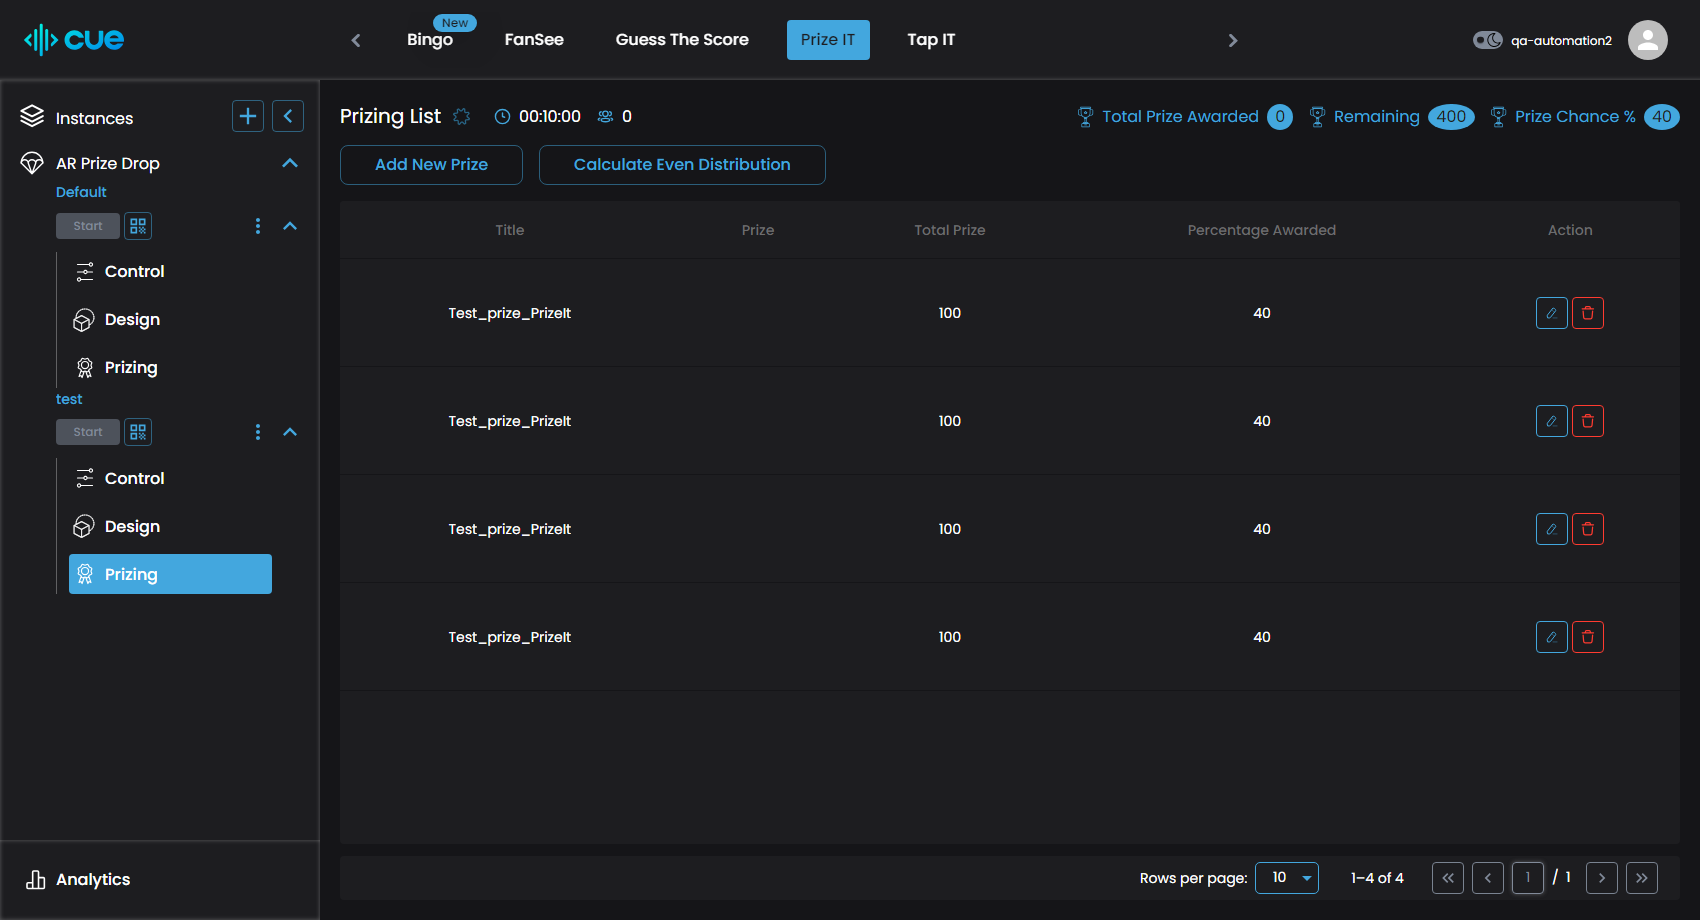 cue
Bingo New FanSee Guess The Score Prize IT Tap IT
qa-automation2
Instances
AR Prize Drop
Default
Start
Control
Design
Prizing
test
Start
Control
Design
Prizing
Analytics
Prizing List 00:10:00 0
Total Prize Awarded 0 Remaining 400 Prize Chance % 40
Add New Prize Calculate Even Distribution
Title Prize Total Prize Percentage Awarded Action
Test_prize_PrizeIt 100 40
Test_prize_PrizeIt 100 40
Test_prize_PrizeIt 100 40
Test_prize_PrizeIt 100 40
Rows per page: 10 1–4 of 4 1 / 1